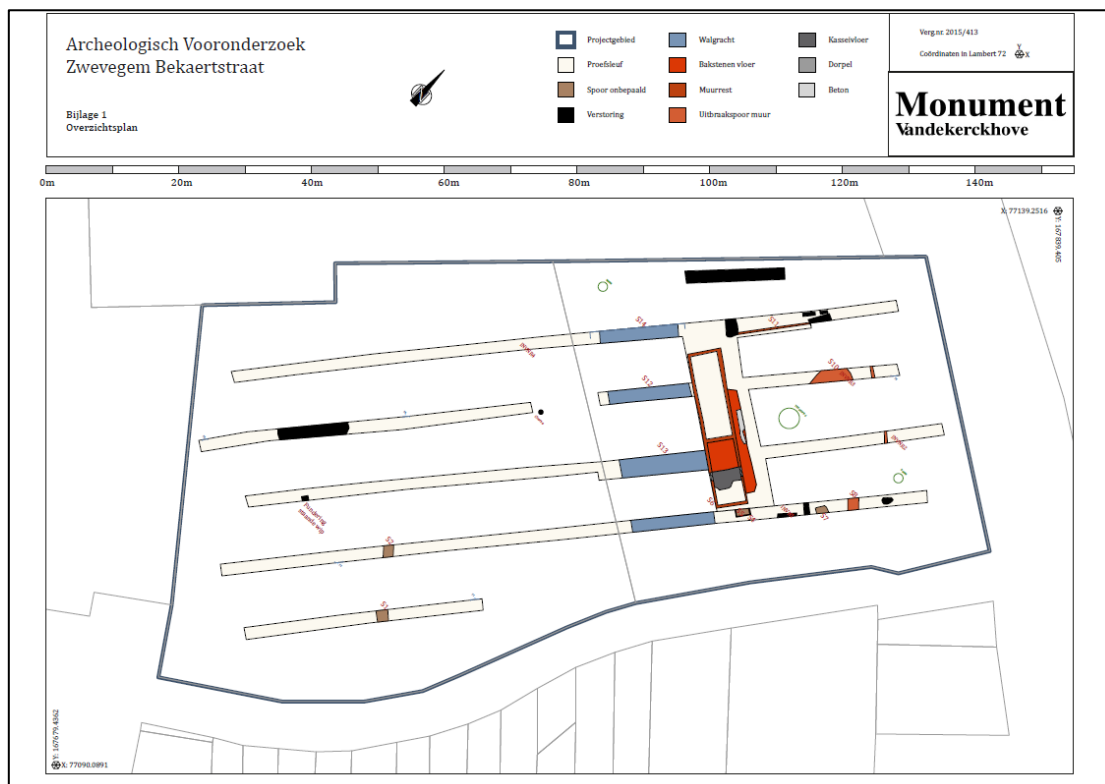 Archeologisch Vooronderzoek
Zwevegem Bekaertstraat
Bijlage 1
Overzichtsplan
Projectgebied
Proefsleuf
Spoor onbepaald
Verstoring
Walgracht
Bakstenen vloer
Muurrest
Uitbraakspoor muur
Kasseivloer
Dorpel
Beton
Verg.nr. 2015/413
Coördinaten in Lambert 72
Y
X
Monument
Vandekerckhove
0m
20m
40m
60m
80m
100m
120m
140m
X: 77139.2516
Y: 167839.405
S14
S11
S12
S10
S13
S6
S8
S7
Fundering
S2
S1
Y: 167679.4362
X: 77090.0891